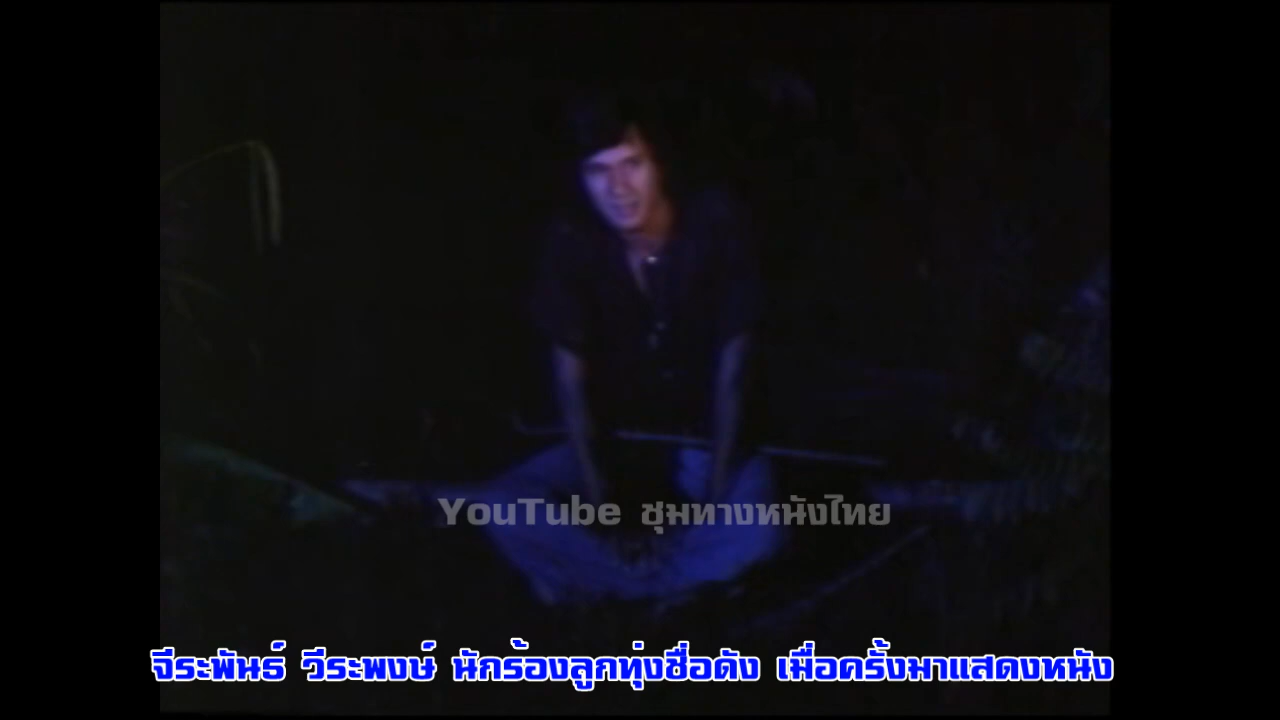 YouTube ชุมทางหนังไทย
จีระพันธ์ วีระพงษ์ นักร้องลูกทุ่งชื่อดัง เมื่อครั้งมาแสดงหนัง